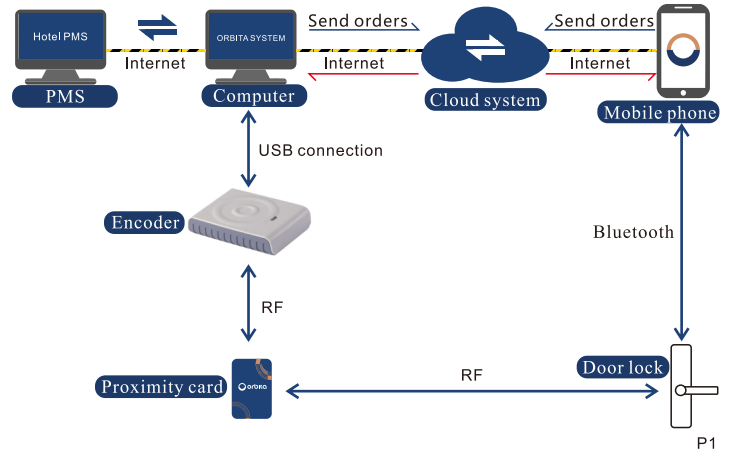 Hotel PMS
Internet
PMS
ORBITA SYSTEM
Computer
Send orders
Internet
Cloud system
Send orders
Internet
Mobile phone
USB connection
Encoder
Bluetooth
RF
Proximity card
orbita
RF
Door lock
P1